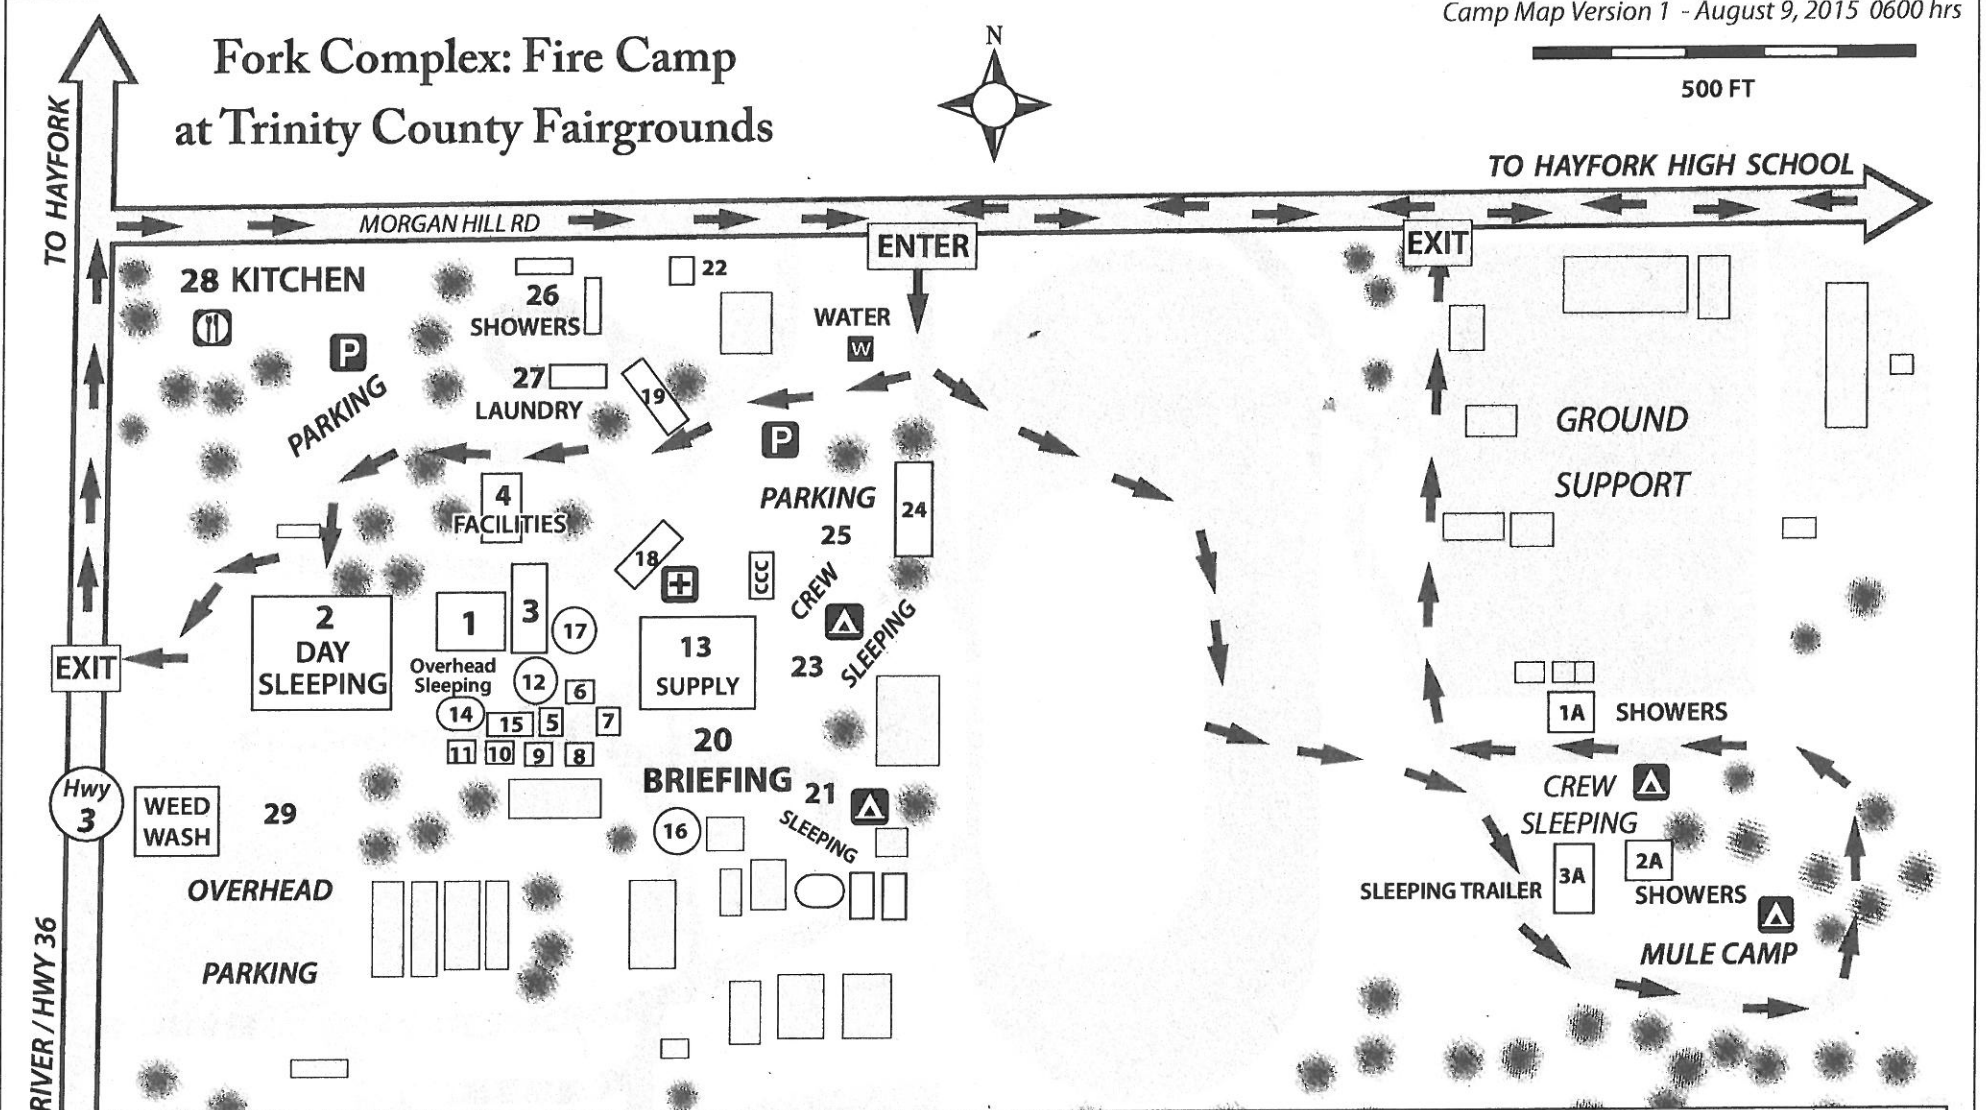 Camp Map Version 1 - August 9, 2015 0600 hrs
Fork Complex: Fire Camp
at Trinity County Fairgrounds
N
500 FT
TO HAYFORK
TO HAYFORK HIGH SCHOOL
MORGAN HILL RD
ENTER
EXIT
28 KITCHEN
P
PARKING
26
SHOWERS
22
27
LAUNDRY
19
WATER
W
P
PARKING
25
24
4
FACILITIES
18
CCC
CREW
SLEEPING
23
GROUND
SUPPORT
2
DAY
SLEEPING
1
3
17
Overhead
Sleeping
12
6
14
15
5
7
11
10
9
8
13
SUPPLY
20
BRIEFING
21
SLEEPING
16
EXIT
Hwy
3
WEED
WASH
29
OVERHEAD
PARKING
RIVER / HWY 36
1A
SHOWERS
CREW
SLEEPING
SLEEPING TRAILER
3A
2A
SHOWERS
MULE CAMP